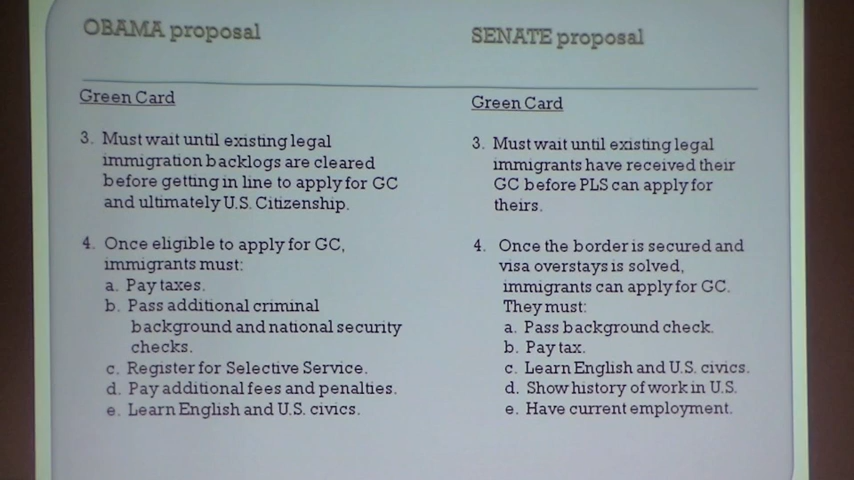 OBAMA proposal
Green Card
3. Must wait until existing legal
immigration backlogs are cleared
before getting in line to apply for GC
and ultimately U.S. Citizenship.
4. Once eligible to apply for GC,
immigrants must:
a. Pay taxes.
b. Pass additional criminal
background and national security
checks.
c. Register for Selective Service.
d. Pay additional fees and penalties.
e. Learn English and U.S. civics.
SENATE proposal
Green Card
3. Must wait until existing legal
immigrants have received their
GC before PLS can apply for
theirs.
4. Once the border is secured and
visa overstays is solved,
immigrants can apply for GC.
They must:
a. Pass background check.
b. Pay tax.
c. Learn English and U.S. civics.
d. Show history of work in U.S.
e. Have current employment.